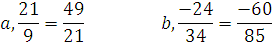 a, 21/9 = 49/21 b, -24/34 = -60/85